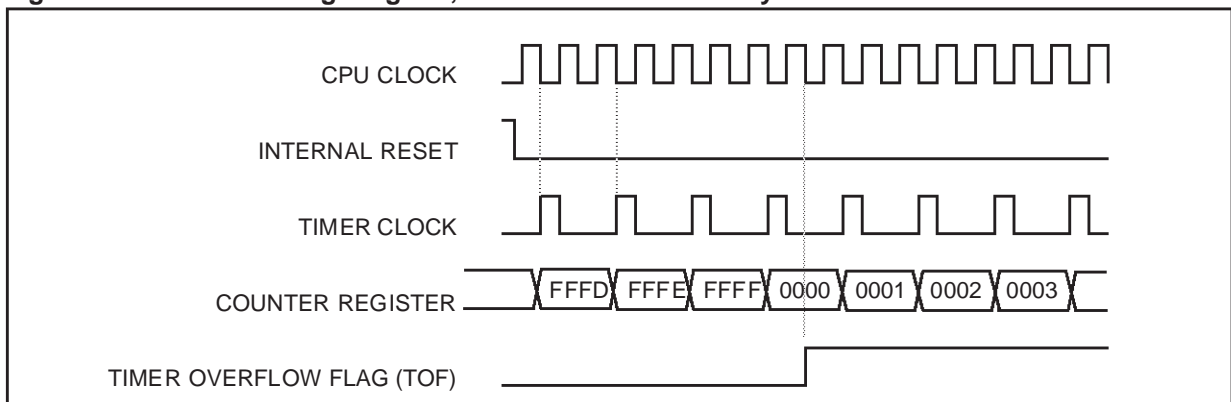 CPU CLOCK
INTERNAL RESET
TIMER CLOCK
COUNTER REGISTER
FFFD FFFE FFFF 0000 0001 0002 0003
TIMER OVERFLOW FLAG (TOF)